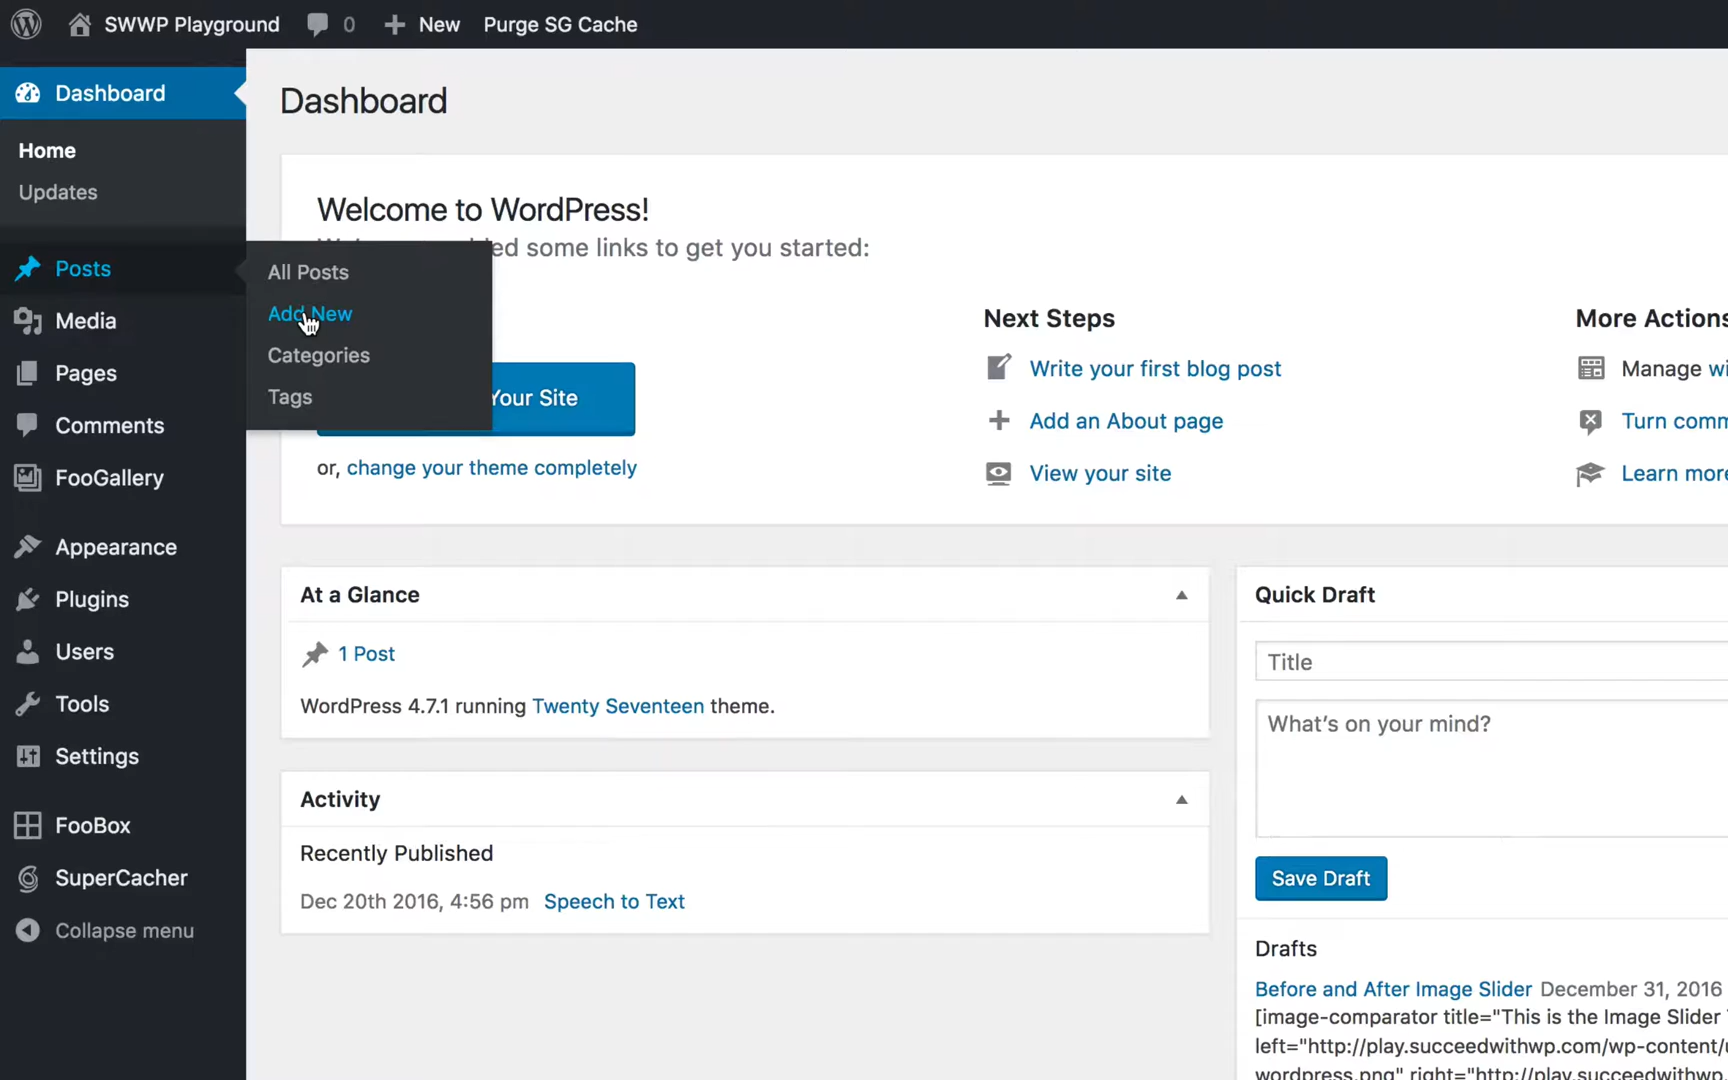 SWWP Playground 0 New Purge SG Cache
Dashboard
Home
Updates
Posts
Media
Pages
Comments
FooGallery
Appearance
Plugins
Users
Tools
Settings
FooBox
SuperCacher
Collapse menu
All Posts
Add New
Categories
Tags
Dashboard
Welcome to WordPress!
some links to get you started:
Your Site
or, change your theme completely
Next Steps
Write your first blog post
Add an About page
View your site
More Actions
Manage
Turn
Learn more
At a Glance
1 Post
WordPress 4.7.1 running Twenty Seventeen theme.
Activity
Recently Published
Dec 20th 2016, 4:56 pm Speech to Text
Quick Draft
Title
What's on your mind?
Save Draft
Drafts
Before and After Image Slider December 31, 2016
[image-comparator title="This is the Image Slider
left="http://play.succeedwithwp.com/wp-content/
wordpress.png" right="http://play.succeedwithwp.